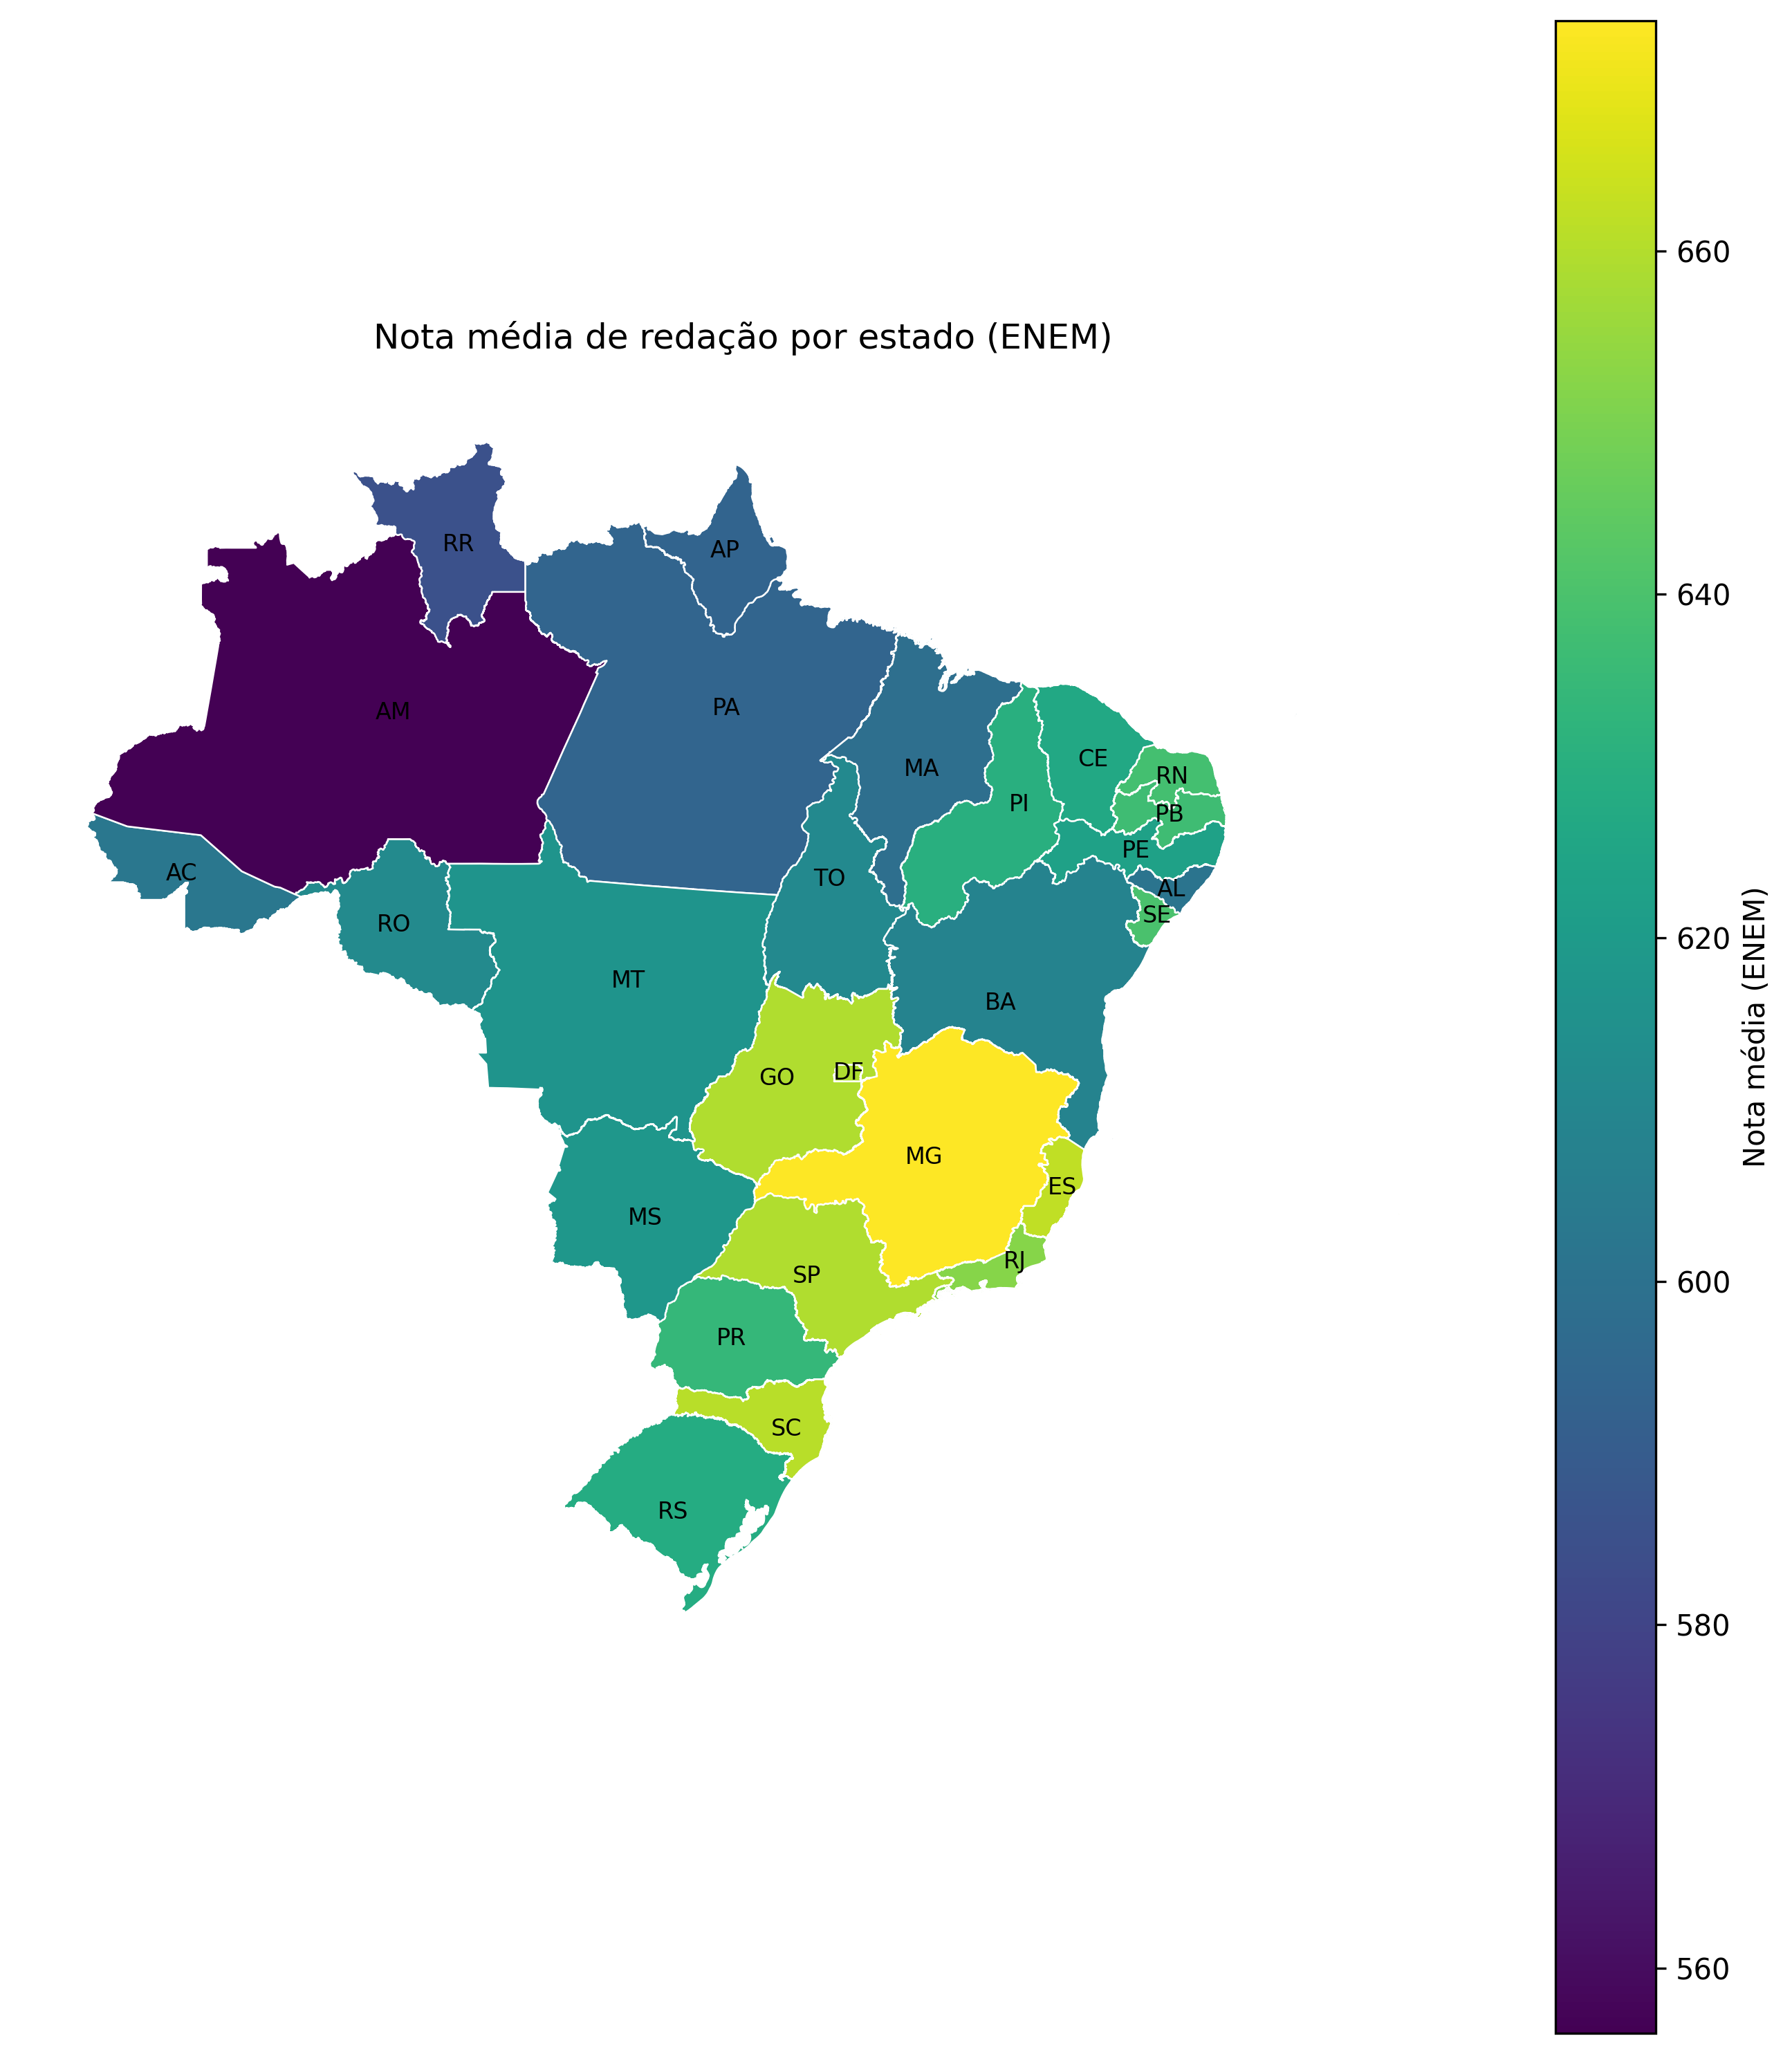 Nota média de redação por estado (ENEM)
RR
AP
AM
PA
MA
CE
RN
PI
PB
PE
AC
TO
AL
SE
RO
MT
BA
DF
GO
MG
ES
MS
RJ
SP
PR
SC
RS
660
640
620
600
580
560
Nota média (ENEM)